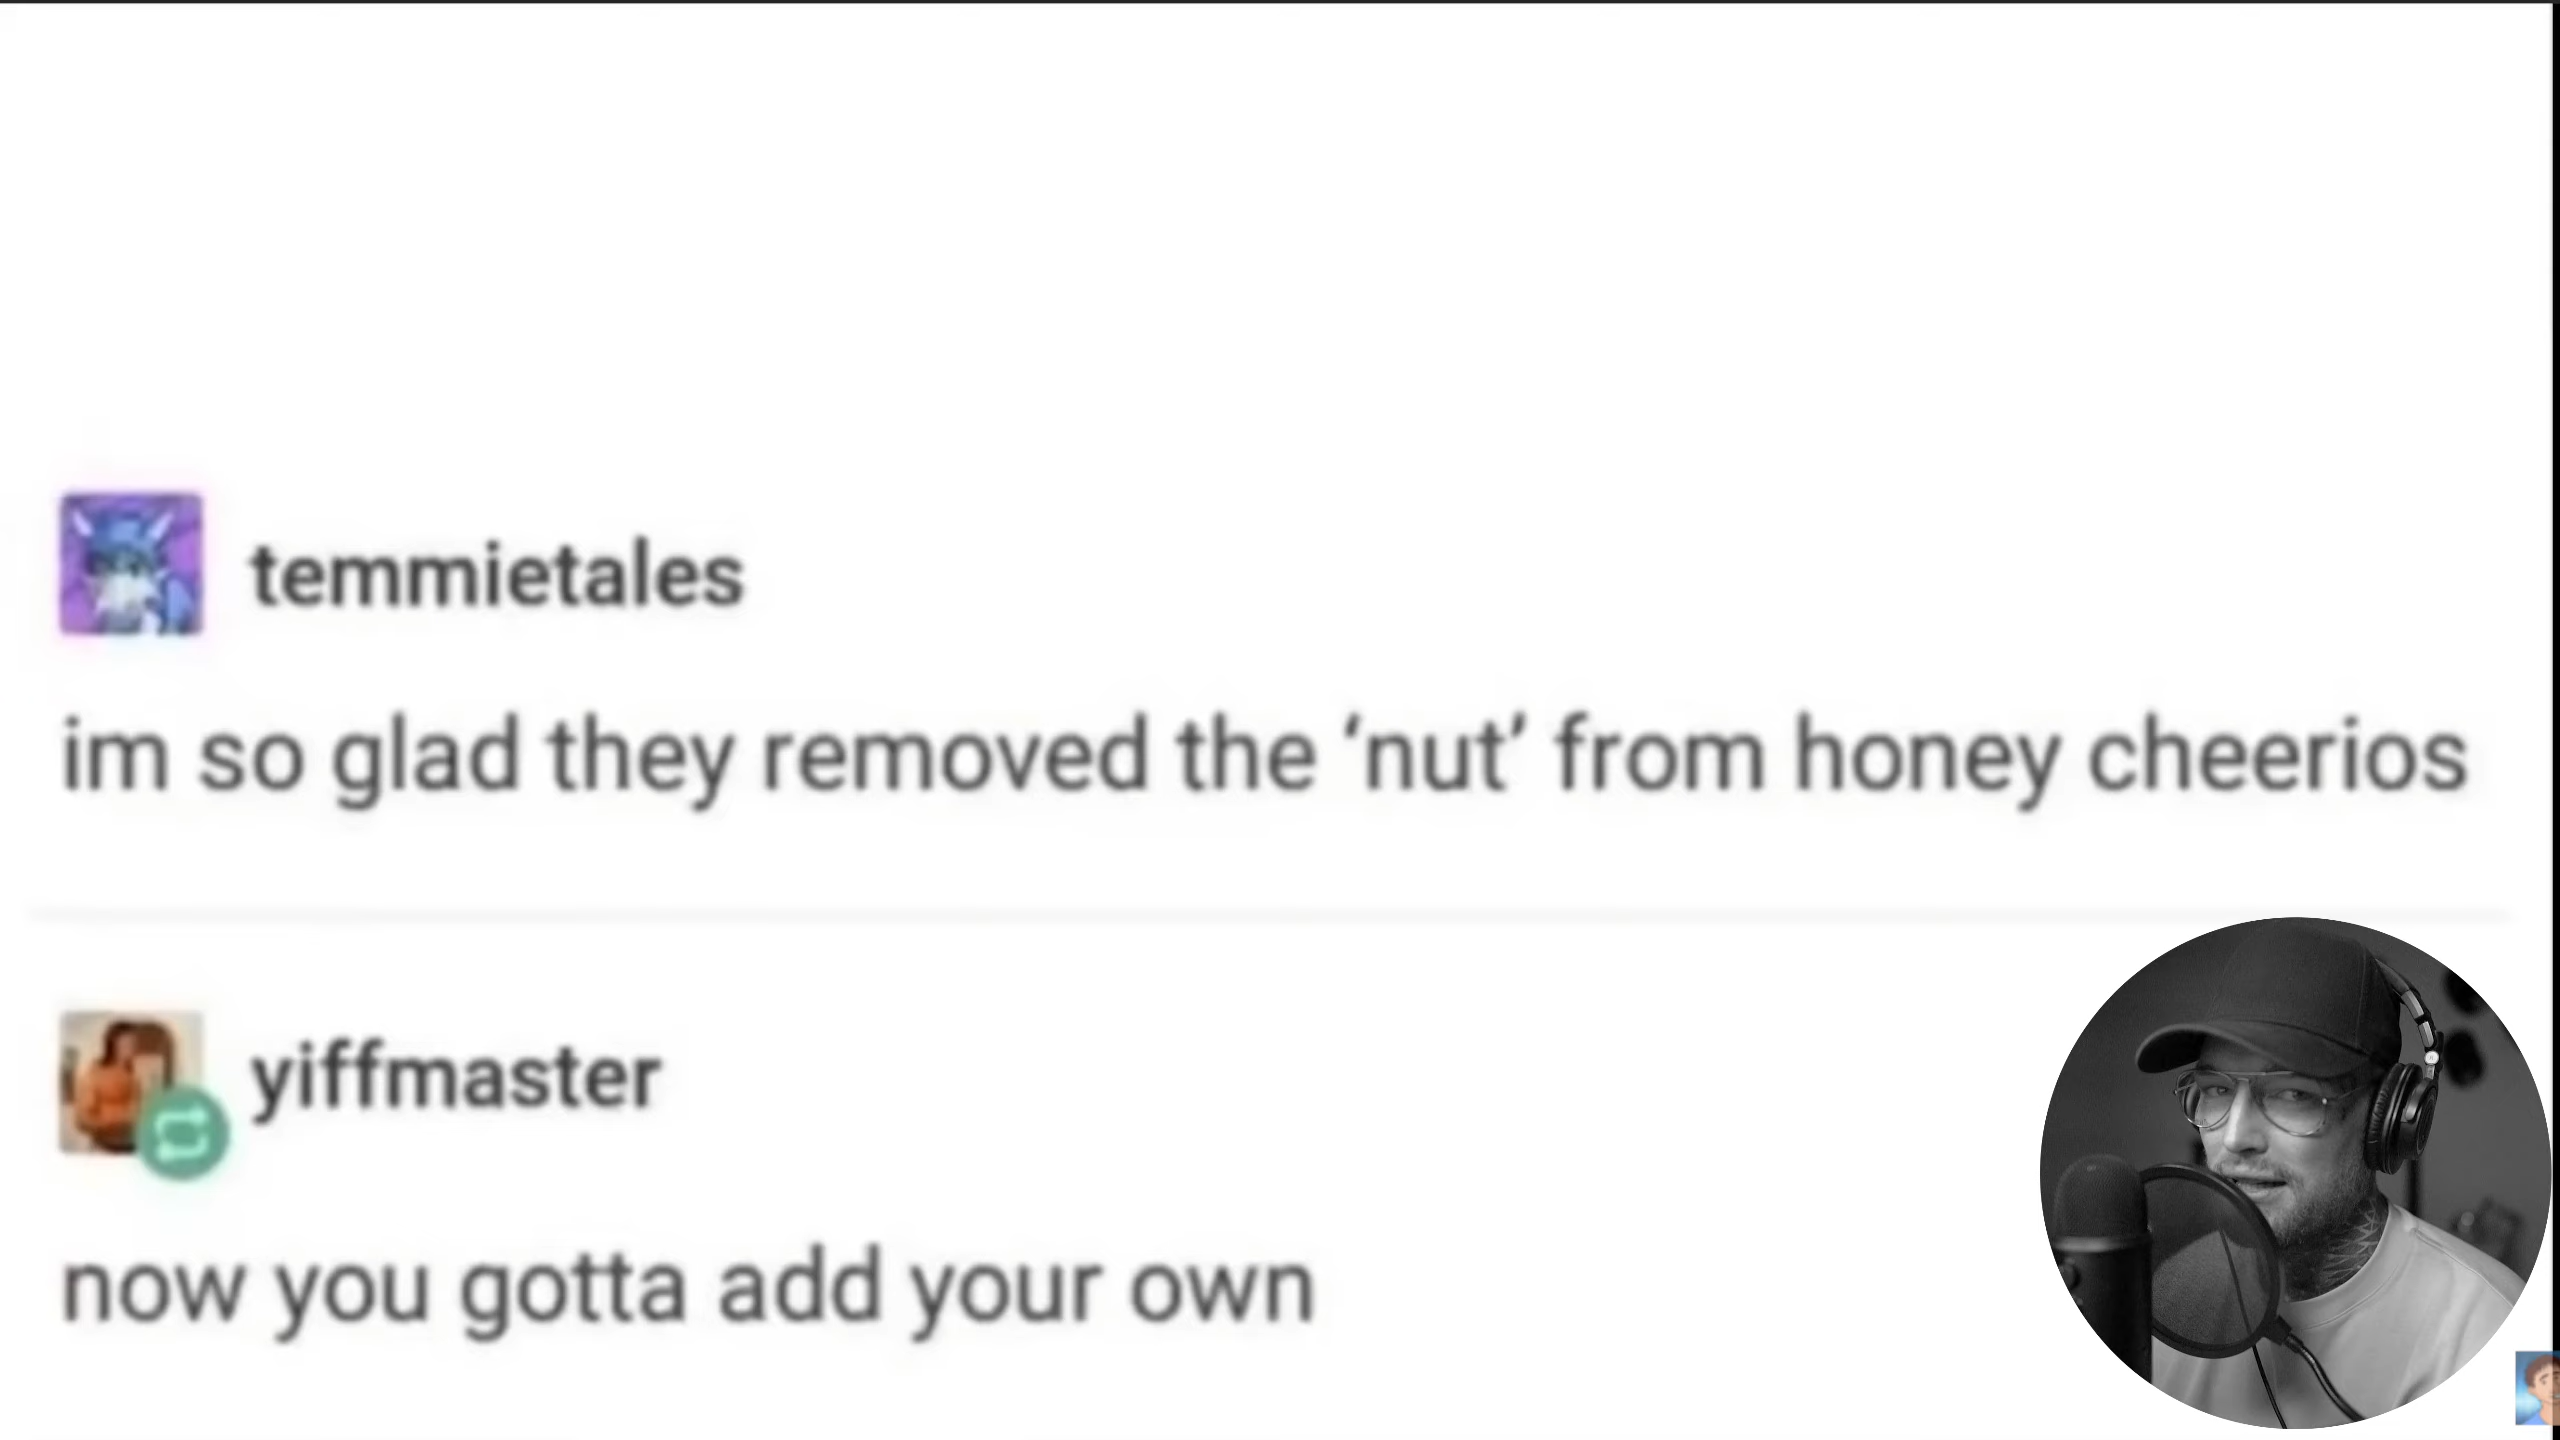 temmietales
im so glad they removed the ‘nut’ from honey cheerios
yiffmaster
now you gotta add your own